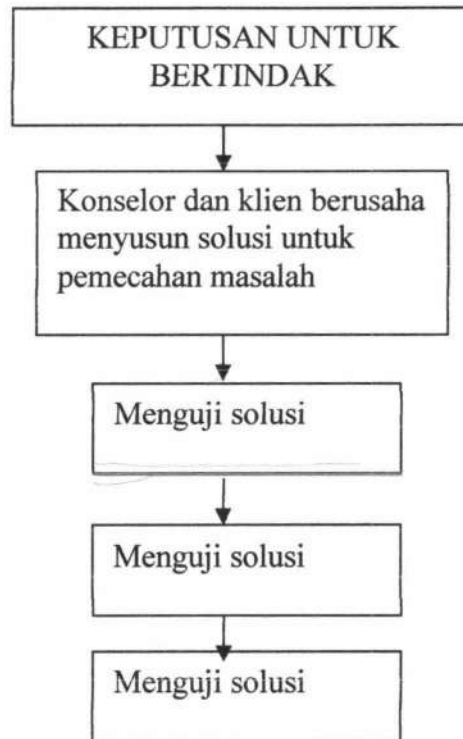 KEPUTUSAN UNTUK
BERTINDAK
Konselor dan klien berusaha
menyusun solusi untuk
pemecahan masalah
Menguji solusi
Menguji solusi
Menguji solusi